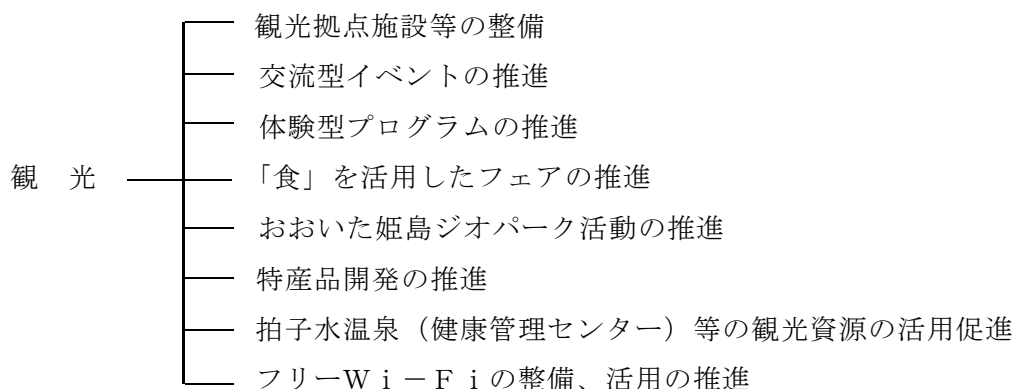 観光拠点施設等の整備
交流型イベントの推進
体験型プログラムの推進
観　光
「食」を活用したフェアの推進
おおいた姫島ジオパーク活動の推進
特産品開発の推進
拍子水温泉（健康管理センター）等の観光資源の活用促進
フリーＷｉ－Ｆｉの整備、活用の推進